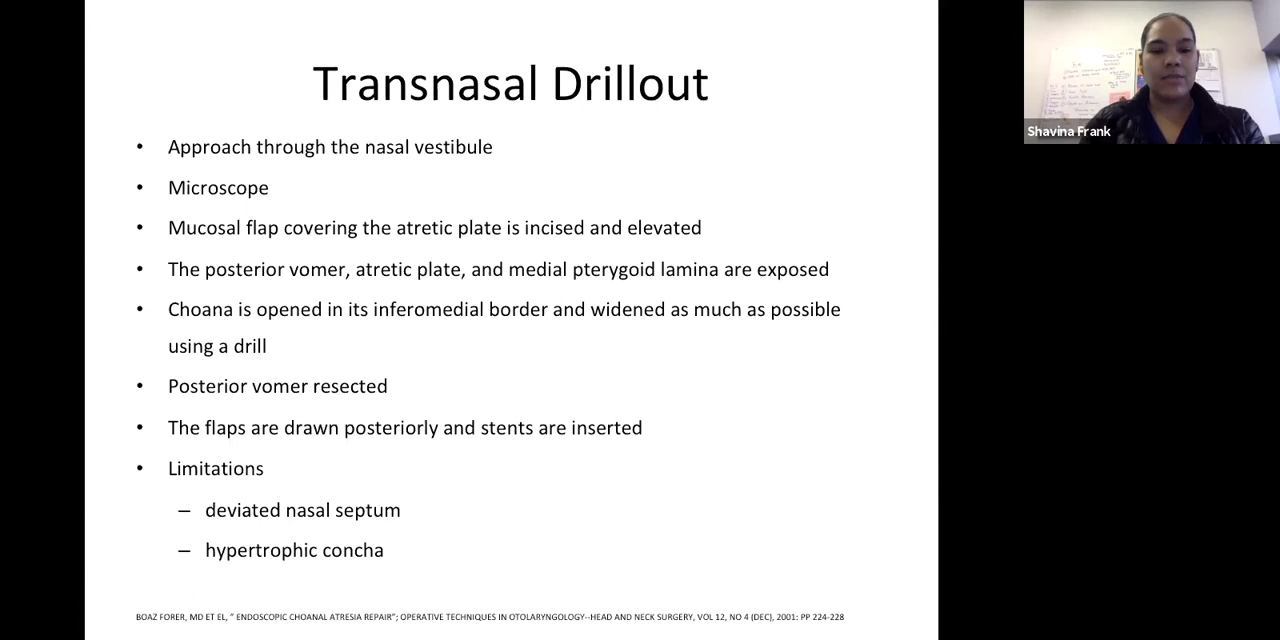 Transnasal Drillout
• Approach through the nasal vestibule
• Microscope
• Mucosal flap covering the atretic plate is incised and elevated
• The posterior vomer, atretic plate, and medial pterygoid lamina are exposed
• Choana is opened in its inferomedial border and widened as much as possible
using a drill
• Posterior vomer resected
• The flaps are drawn posteriorly and stents are inserted
• Limitations
– deviated nasal septum
– hypertrophic concha
BOAZ FORER, MD ET EL, “ ENDOSCOPIC CHOANAL ATRESIA REPAIR”; OPERATIVE TECHNIQUES IN OTOLARYNGOLOGY--HEAD AND NECK SURGERY, VOL 12, NO 4 (DEC), 2001: PP 224-228
Shavina Frank